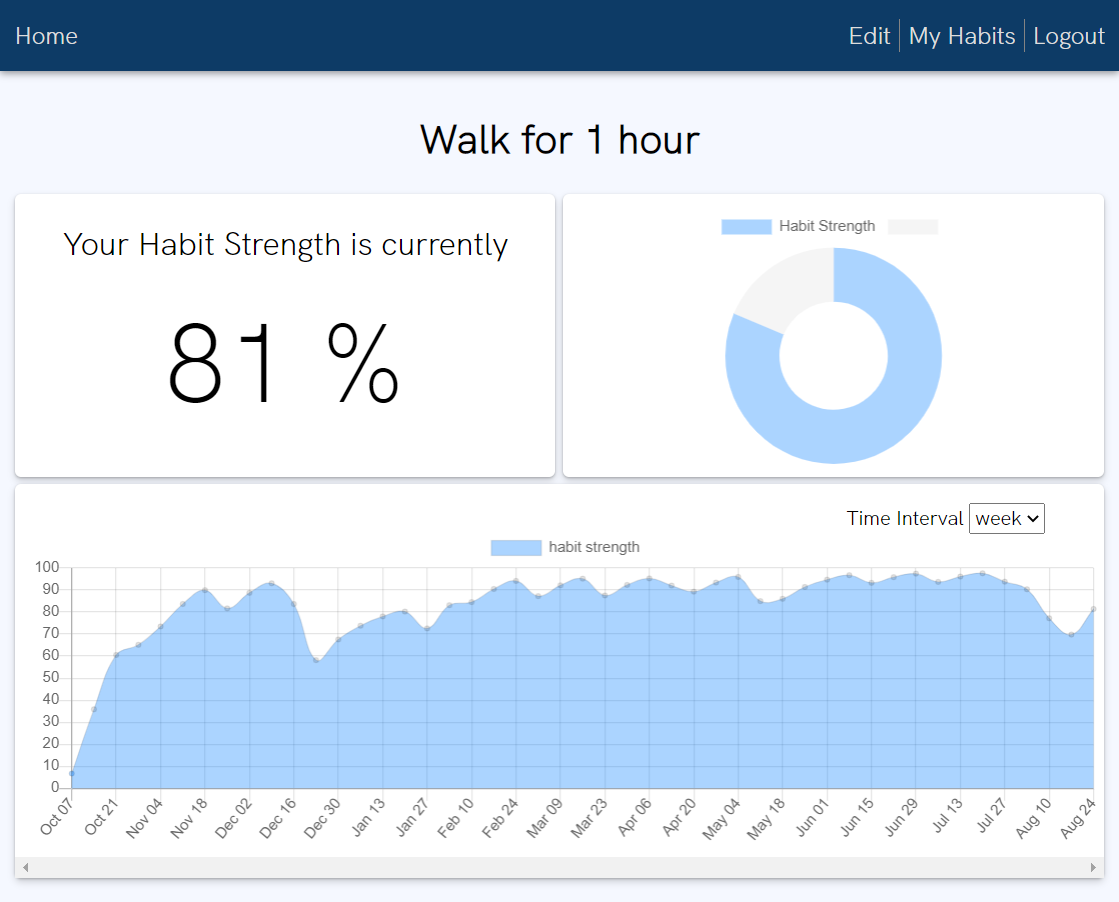 Home
Edit My Habits Logout
Walk for 1 hour
Your Habit Strength is currently
81 %
Habit Strength
Time Interval week
habit strength
100
90
80
70
60
50
40
30
20
10
0
Oct 07 Oct 21 Nov 04 Nov 18 Dec 02 Dec 16 Dec 30 Jan 13 Jan 27 Feb 10 Feb 24 Mar 09 Mar 23 Apr 06 Apr 20 May 04 May 18 Jun 01 Jun 15 Jun 29 Jul 13 Jul 27 Aug 10 Aug 24